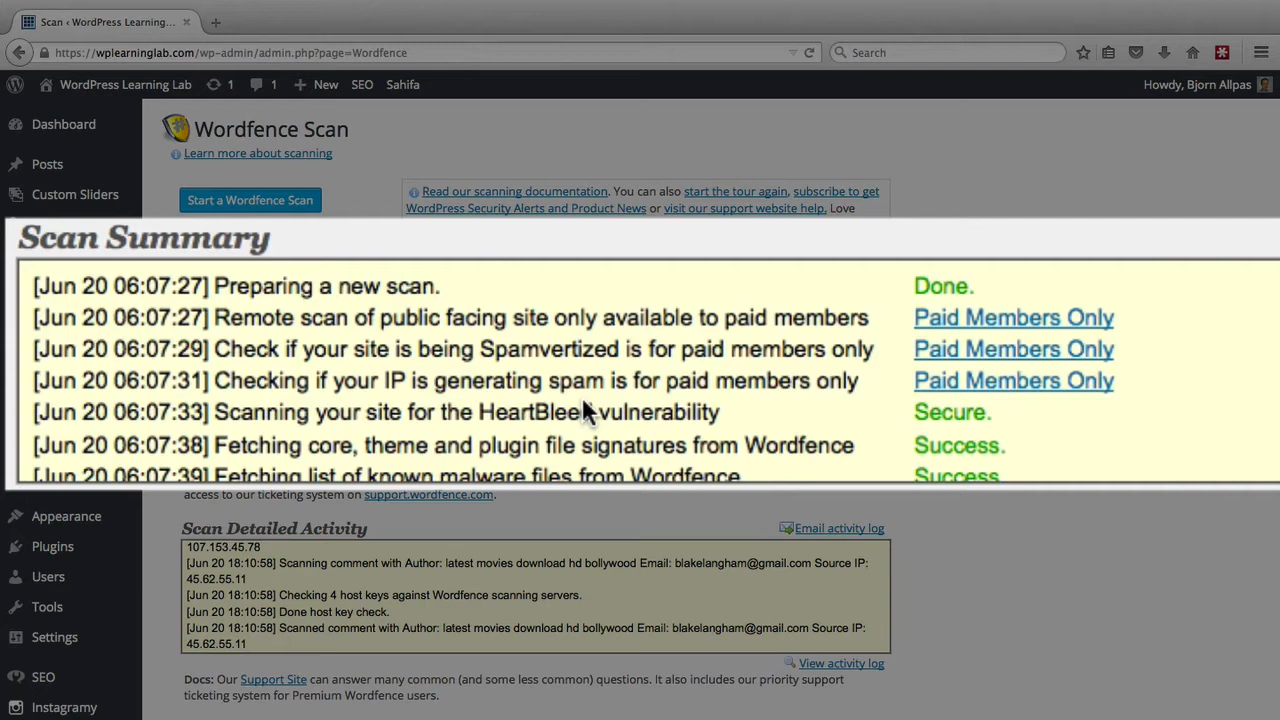 Scan ‹ WordPress Learning...
https://wplearninglab.com/wp-admin/admin.php?page=Wordfence
Search
WordPress Learning Lab
1
1
New
SEO
Sahifa
Howdy, Bjorn Allpas
Dashboard
Posts
Custom Sliders
Wordfence Scan
Learn more about scanning
Start a Wordfence Scan
Read our scanning documentation. You can also start the tour again, subscribe to get
WordPress Security Alerts and Product News or visit our support website help. Love
Scan Summary
[Jun 20 06:07:27] Preparing a new scan. Done.
[Jun 20 06:07:27] Remote scan of public facing site only available to paid members Paid Members Only
[Jun 20 06:07:29] Check if your site is being Spamvertized is for paid members only Paid Members Only
[Jun 20 06:07:31] Checking if your IP is generating spam is for paid members only Paid Members Only
[Jun 20 06:07:33] Scanning your site for the HeartBleed vulnerability Secure.
[Jun 20 06:07:38] Fetching core, theme and plugin file signatures from Wordfence Success.
[Jun 20 06:07:39] Fetching list of known malware files from Wordfence Success
access to our ticketing system on support.wordfence.com.
Appearance
Plugins
Users
Tools
Settings
SEO
Instagramy
Scan Detailed Activity
Email activity log
107.153.45.78
[Jun 20 18:10:58] Scanning comment with Author: latest movies download hd bollywood Email: blakelangham@gmail.com Source IP:
45.62.55.11
[Jun 20 18:10:58] Checking 4 host keys against Wordfence scanning servers.
[Jun 20 18:10:58] Done host key check.
[Jun 20 18:10:58] Scanned comment with Author: latest movies download hd bollywood Email: blakelangham@gmail.com Source IP:
45.62.55.11
View activity log
Docs: Our Support Site can answer many common (and some less common) questions. It also includes our priority support
ticketing system for Premium Wordfence users.